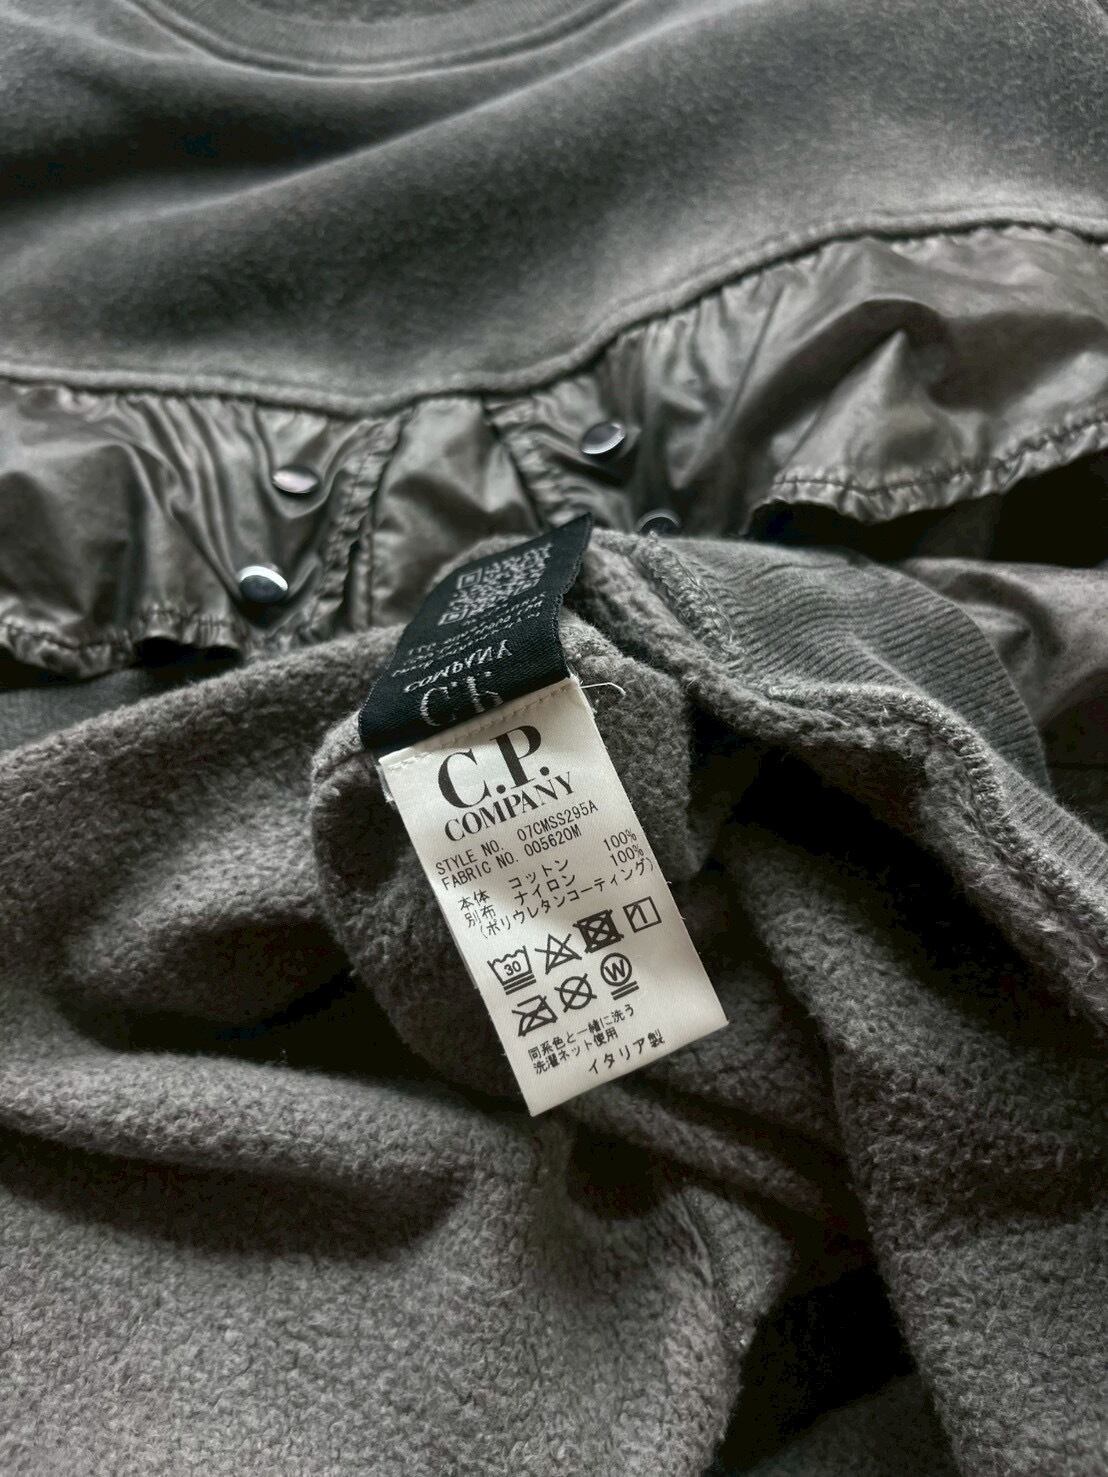 COMPANY
C.P.
C.P.
COMPANY
STYLE NO. 07CMSS295A
FABRIC NO. 005620M
本体 コットン 100%
別布 ナイロン 100%
(ポリウレタンコーティング)
30
W
同系色と一緒に洗う
洗濯ネット使用
イタリア製